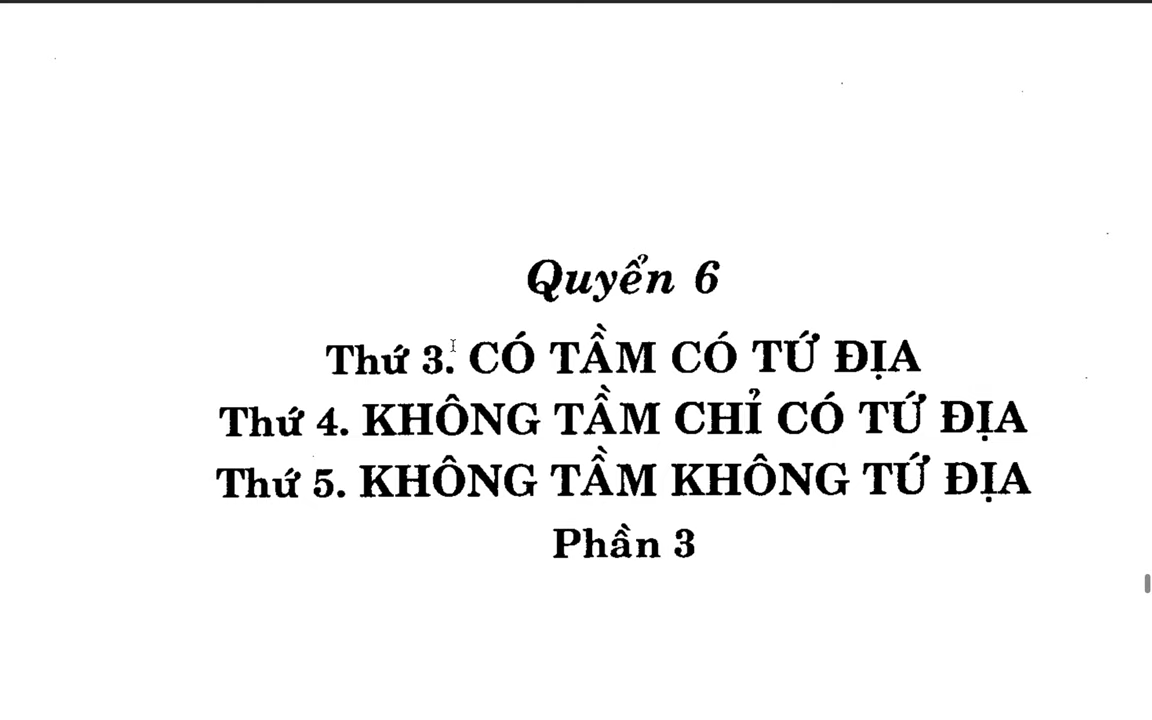 Quyển 6
Thứ 3. CÓ TẦM CÓ TỨ ĐỊA
Thứ 4. KHÔNG TẦM CHỈ CÓ TỨ ĐỊA
Thứ 5. KHÔNG TẦM KHÔNG TỨ ĐỊA
Phần 3